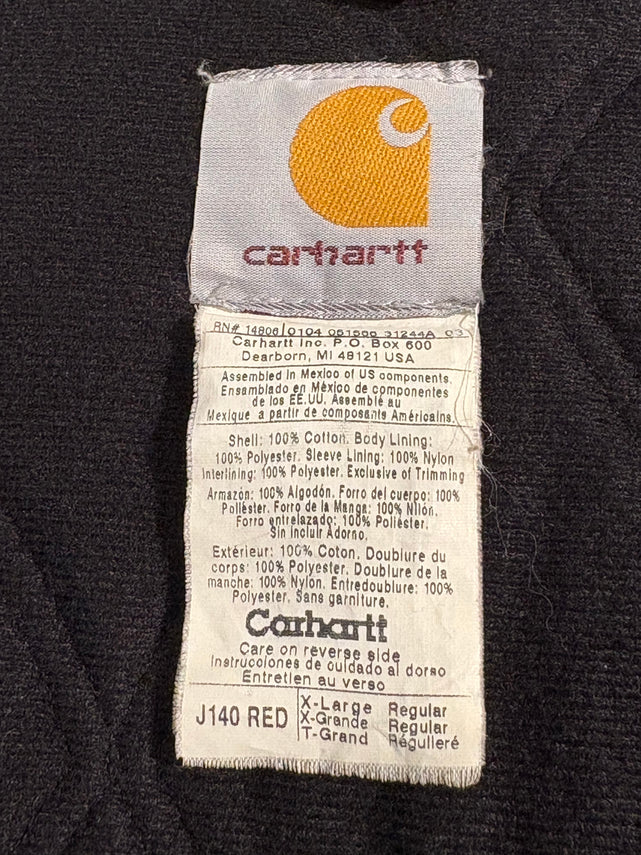 carhartt
RN# 14806 0104 051566 31244A 03
Carhartt Inc. P.O. Box 600
Dearborn, MI 48121 USA
Assembled in Mexico of US components.
Ensamblado en México de componentes
de los EE.UU. Assemblé au
Mexique a partir de composants Américains.
Shell: 100% Cotton. Body Lining:
100% Polyester. Sleeve Lining: 100% Nylon
Interlining: 100% Polyester. Exclusive of Trimming
Armazón: 100% Algodón. Forro del cuerpo: 100%
Poliéster. Forro de la Manga: 100% Nilón.
Forro entrelazado: 100% Poliéster.
Sin incluir Adorno.
Extérieur: 100% Coton. Doublure du
corps: 100% Polyester. Doublure de la
manche: 100% Nylon. Entredoublure: 100%
Polyester. Sans garniture.
Carhartt
Care on reverse side
Instrucciones de cuidado al dorso
Entretien au verso
J140 RED
X-Large Regular
X-Grande Regular
T-Grand Régulieré